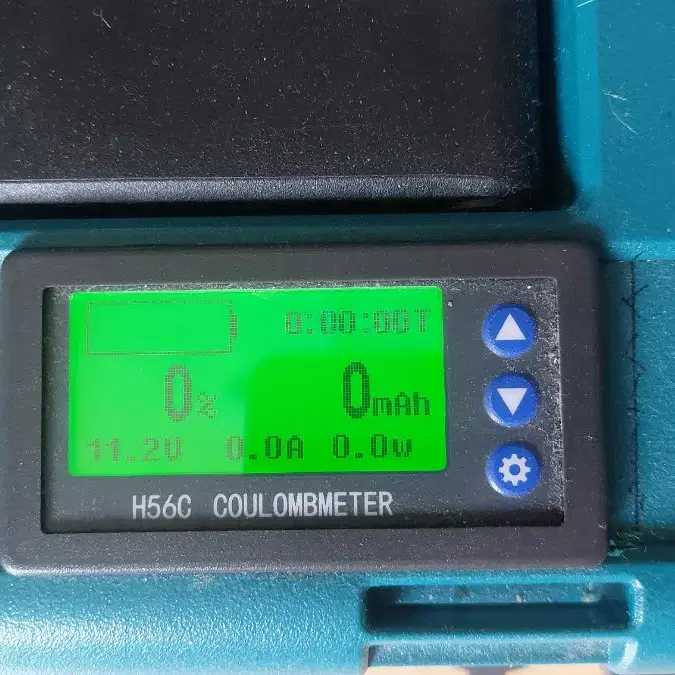 0:00:00T
0% 0mAh
11.2V 0.0A 0.0w
H56C COULOMBMETER